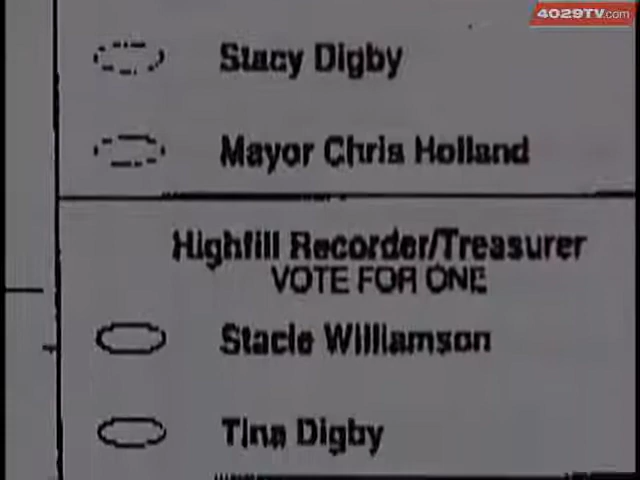 4029TV.com
Stacy Digby
Mayor Chris Holland
Highfill Recorder/Treasurer
VOTE FOR ONE
Stacie Williamson
Tina Digby